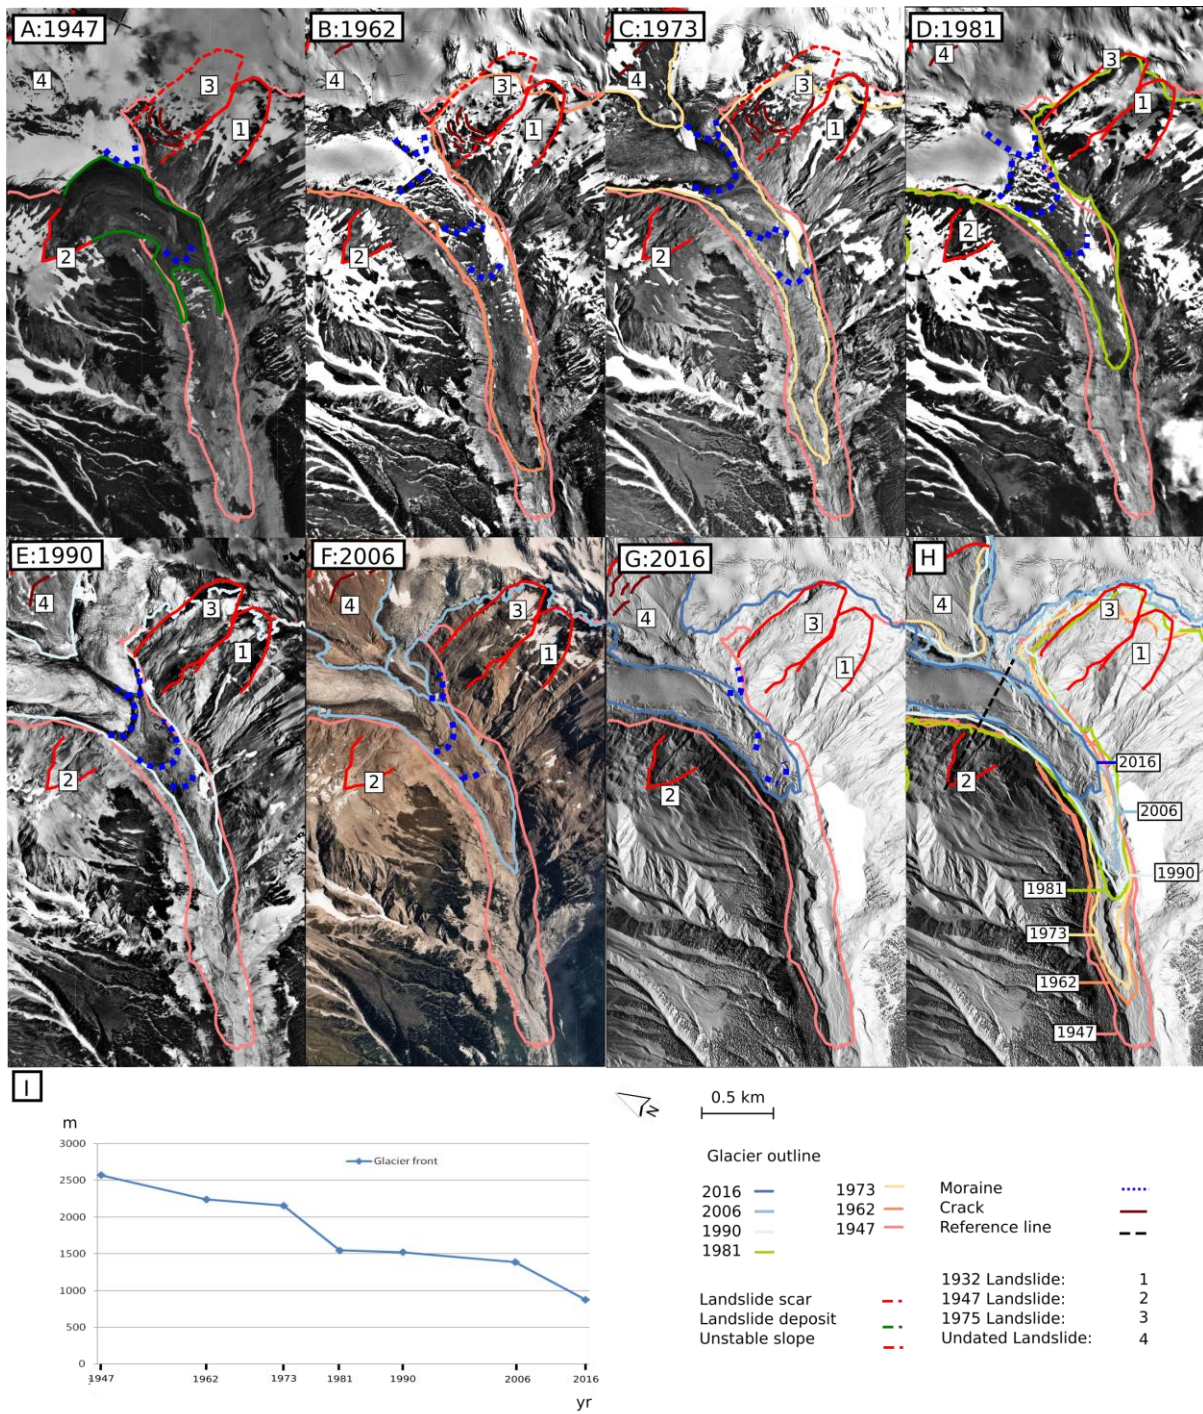 A:1947
4
3
1
2
B:1962
4
3
1
2
C:1973
4
3
1
2
D:1981
4
3
1
2
E:1990
4
3
1
2
F:2006
4
3
1
2
G:2016
4
3
1
2
H
4
3
1
2
2016
2006
1990
1981
1973
1962
1947
I
m
3000
2500
2000
1500
1000
500
0
Glacier front
1947 1962 1973 1981 1990 2006 2016
yr
N
0.5 km
Glacier outline
2016
2006
1990
1981
1973
1962
1947
Moraine
Crack
Reference line
Landslide scar
Landslide deposit
Unstable slope
1932 Landslide: 1
1947 Landslide: 2
1975 Landslide: 3
Undated Landslide: 4